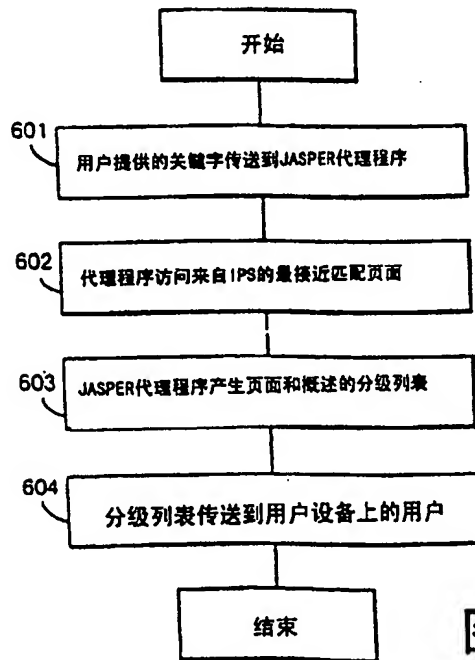 开始
601
用户提供的关键字传送到JASPER代理程序
602
代理程序访问来自IPS的最接近匹配页面
603
JASPER代理程序产生页面和概述的分级列表
604
分级列表传送到用户设备上的用户
结束